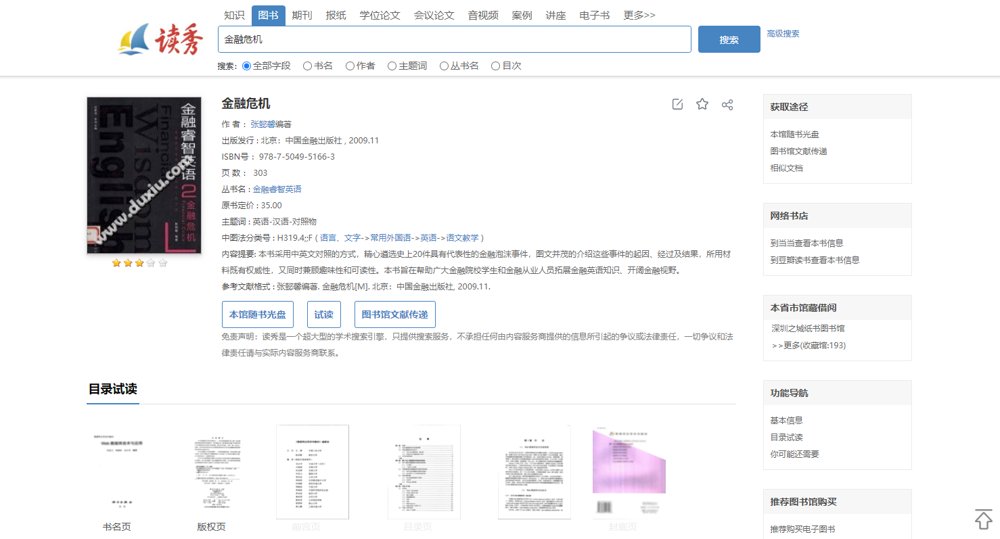 知识 图书 期刊 报纸 学位论文 会议论文 音视频 案例 讲座 电子书 更多>>
读秀
金融危机
搜索
高级搜索
搜索: 全部字段 书名 作者 主题词 丛书名 目次
金融睿智英语
2
金融危机
Financial
Wisdom
English
www.duxiu.com
金融危机
作 者 : 张懿馨编著
出版发行 : 北京：中国金融出版社 , 2009.11
ISBN号 : 978-7-5049-5166-3
页 数 : 303
丛书名 : 金融睿智英语
原书定价 : 35.00
主题词 : 英语-汉语-对照物
中图法分类号 : H319.4;;F ( 语言、文字->常用外国语->英语->语文教学 )
内容提要: 本书采用中英文对照的方式，精心遴选史上20件具有代表性的金融泡沫事件，图文并茂的介绍这些事件的起因、经过及结果，所用材
料既有权威性，又同时兼顾趣味性和可读性。本书旨在帮助广大金融院校学生和金融从业人员拓展金融英语知识、开阔金融视野。
参考文献格式 : 张懿馨编著. 金融危机[M]. 北京：中国金融出版社, 2009.11.
本馆随书光盘 试读 图书馆文献传递
免责声明：读秀是一个超大型的学术搜索引擎，只提供搜索服务，不承担任何由内容服务商提供的信息所引起的争议或法律责任，一切争议和法
律责任请与实际内容服务商联系。
目录试读
书名页 版权页 前言页 目录页 封底页
获取途径
本馆随书光盘
图书馆文献传递
相似文档
网络书店
到当当查看本书信息
到豆瓣读书查看本书信息
本省市馆藏借阅
深圳之城纸书图书馆
>>更多(收藏馆:193)
功能导航
基本信息
目录试读
你可能还需要
推荐图书馆购买
推荐购买电子图书